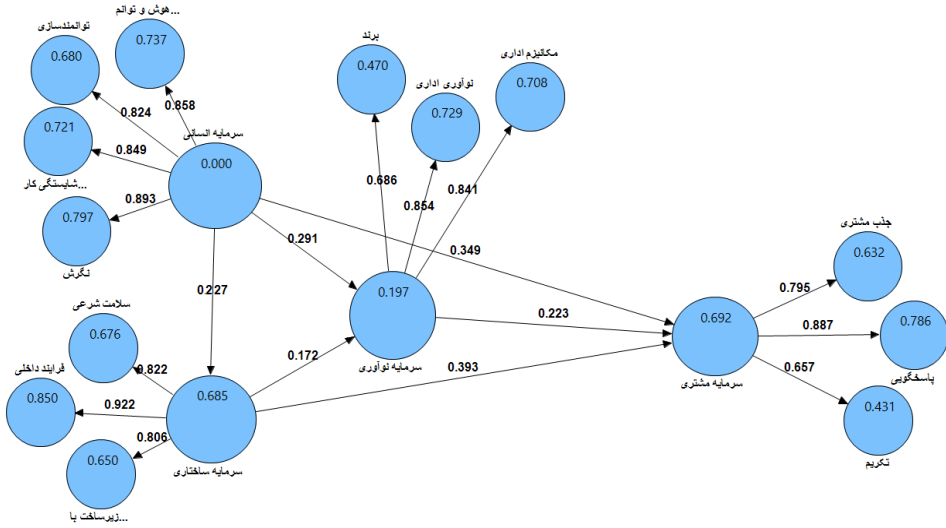 هوش و توانم...
0.737
توانمندسازی
0.680
0.858
0.824
0.721
شایستگی کار...
0.849
0.797
نگرش
0.893
سرمایه انسانی
0.000
برند
0.470
نوآوری اداری
0.729
مکانیزم اداری
0.708
0.686
0.854
0.841
0.291
0.349
0.227
سلامت شرعی
0.676
0.822
فرایند داخلی
0.850
0.922
0.650
زیرساخت با...
0.806
0.685
سرمایه ساختاری
0.172
0.197
سرمایه نوآوری
0.223
0.393
0.692
سرمایه مشتری
جذب مشتری
0.632
0.795
0.786
پاسخگویی
0.887
0.657
0.431
تکریم